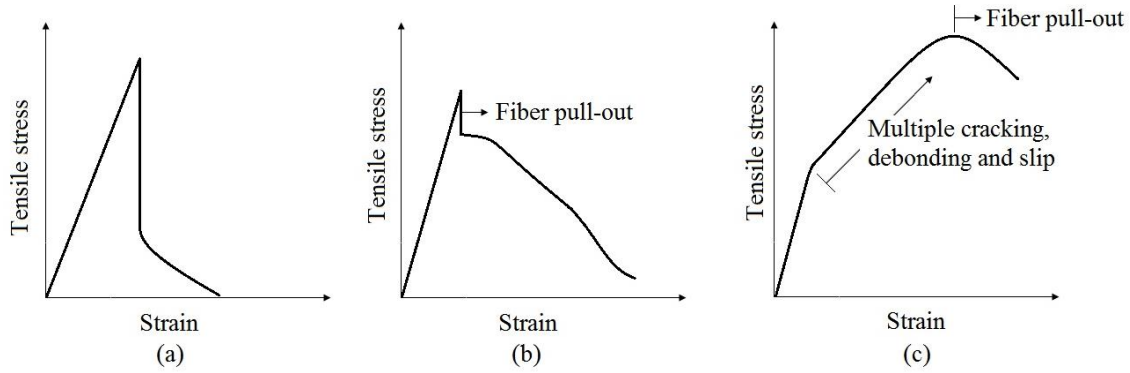 Tensile stress
Fiber pull-out
Strain
(a)
Tensile stress
Fiber pull-out
Strain
(b)
Tensile stress
Multiple cracking,
debonding and slip
Strain
(c)